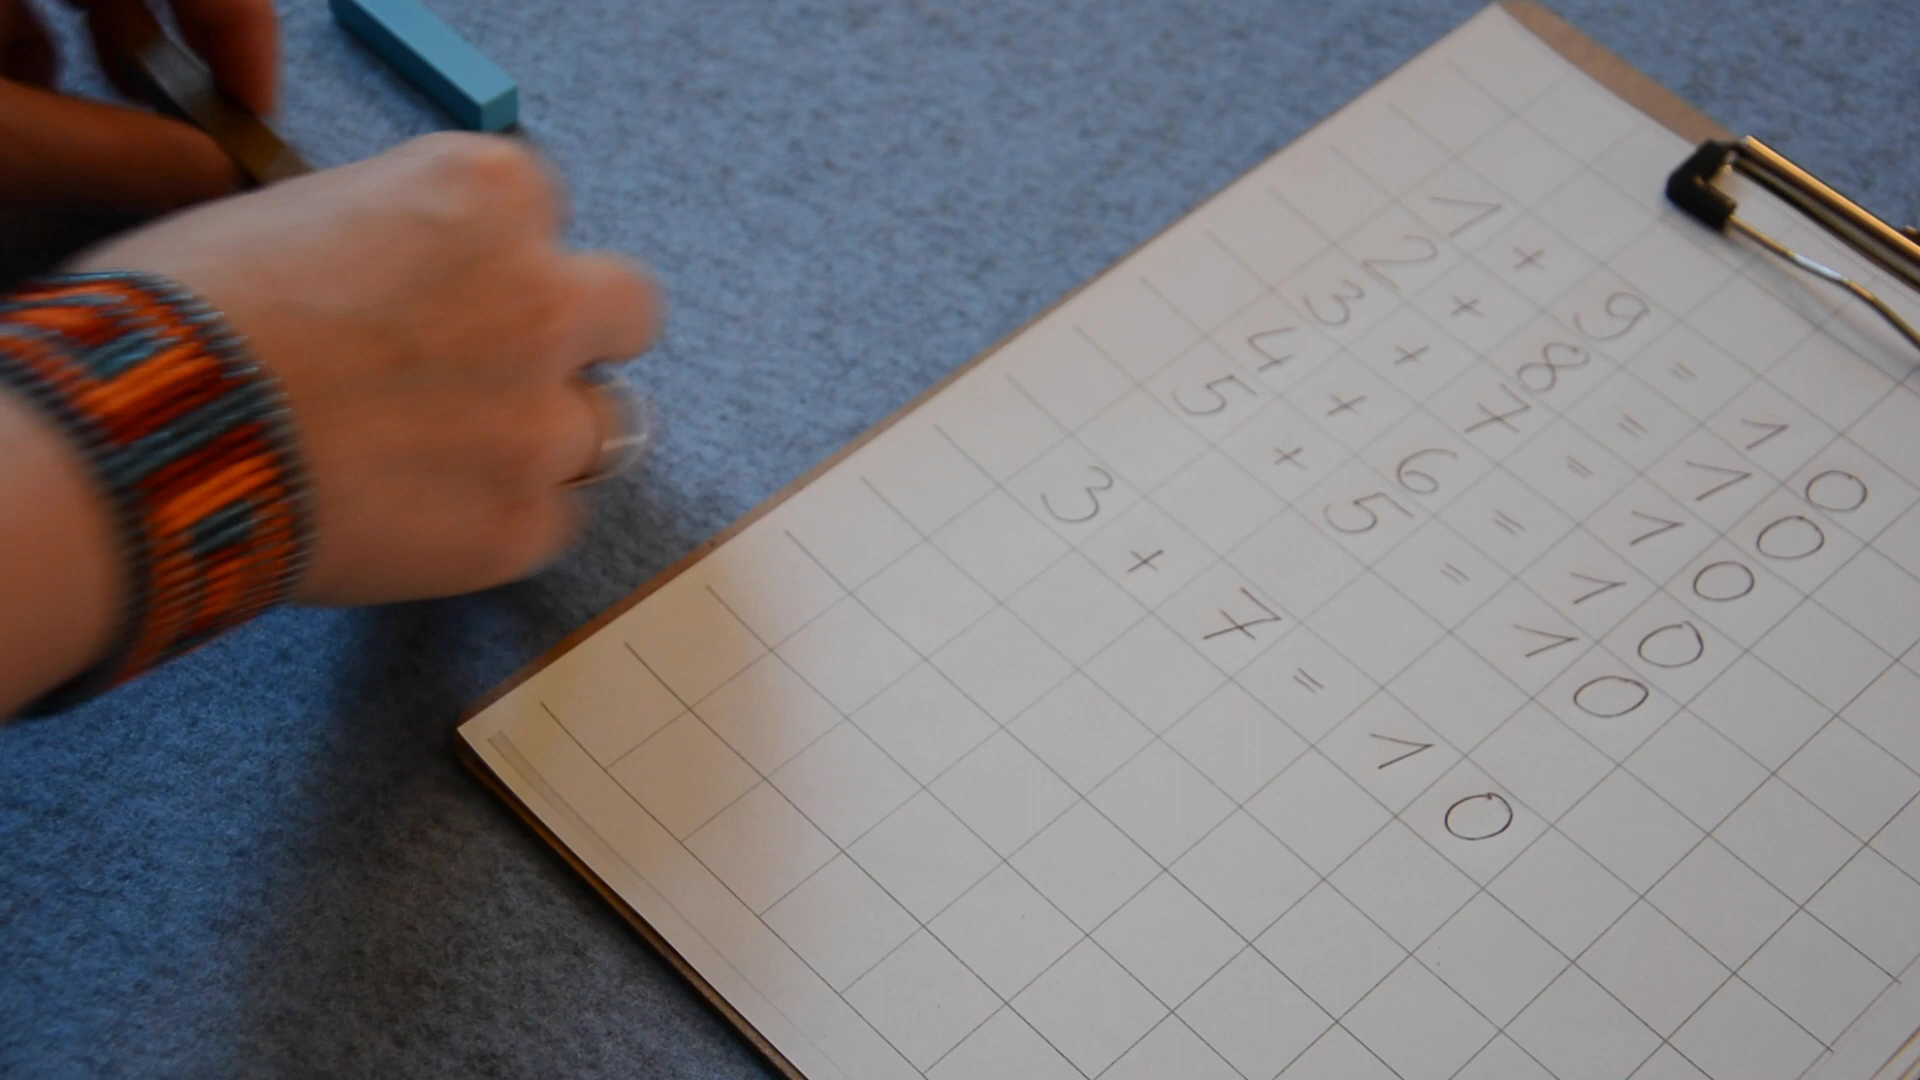 1 + 9 = 10
2 + 8 = 10
3 + 7 = 10
4 + 6 = 10
5 + 5 = 10
3 + 7 = 10